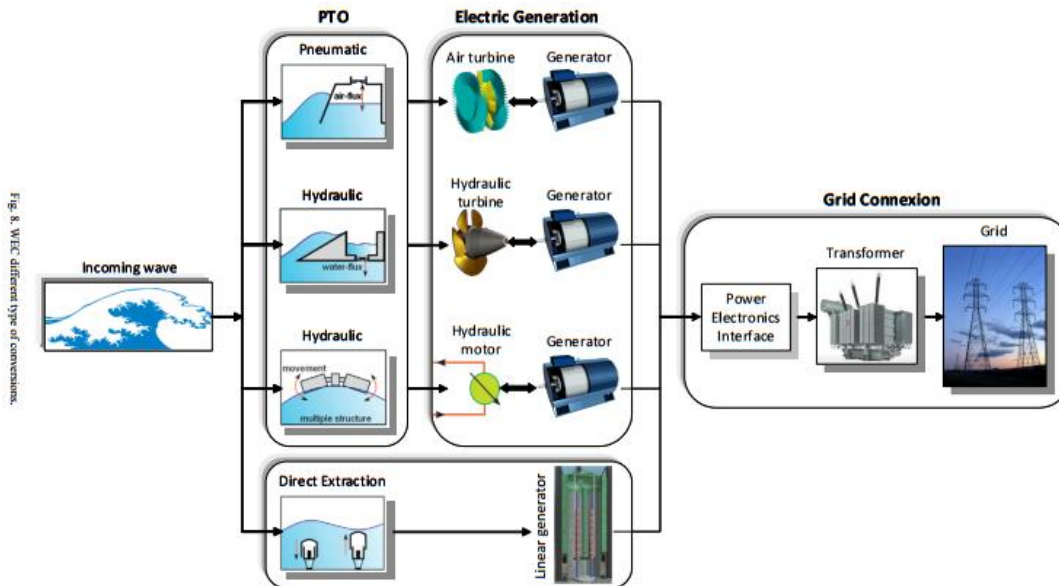 PTO
Electric Generation
Pneumatic
air-flux
Air turbine
Generator
Hydraulic
water-flux
Hydraulic
turbine
Generator
Hydraulic
movement
multiple structure
Hydraulic
motor
Generator
Direct Extraction
Linear generator
Incoming wave
Grid Connexion
Power
Electronics
Interface
Transformer
Grid
Fig. 8. WEC different type of conversions.